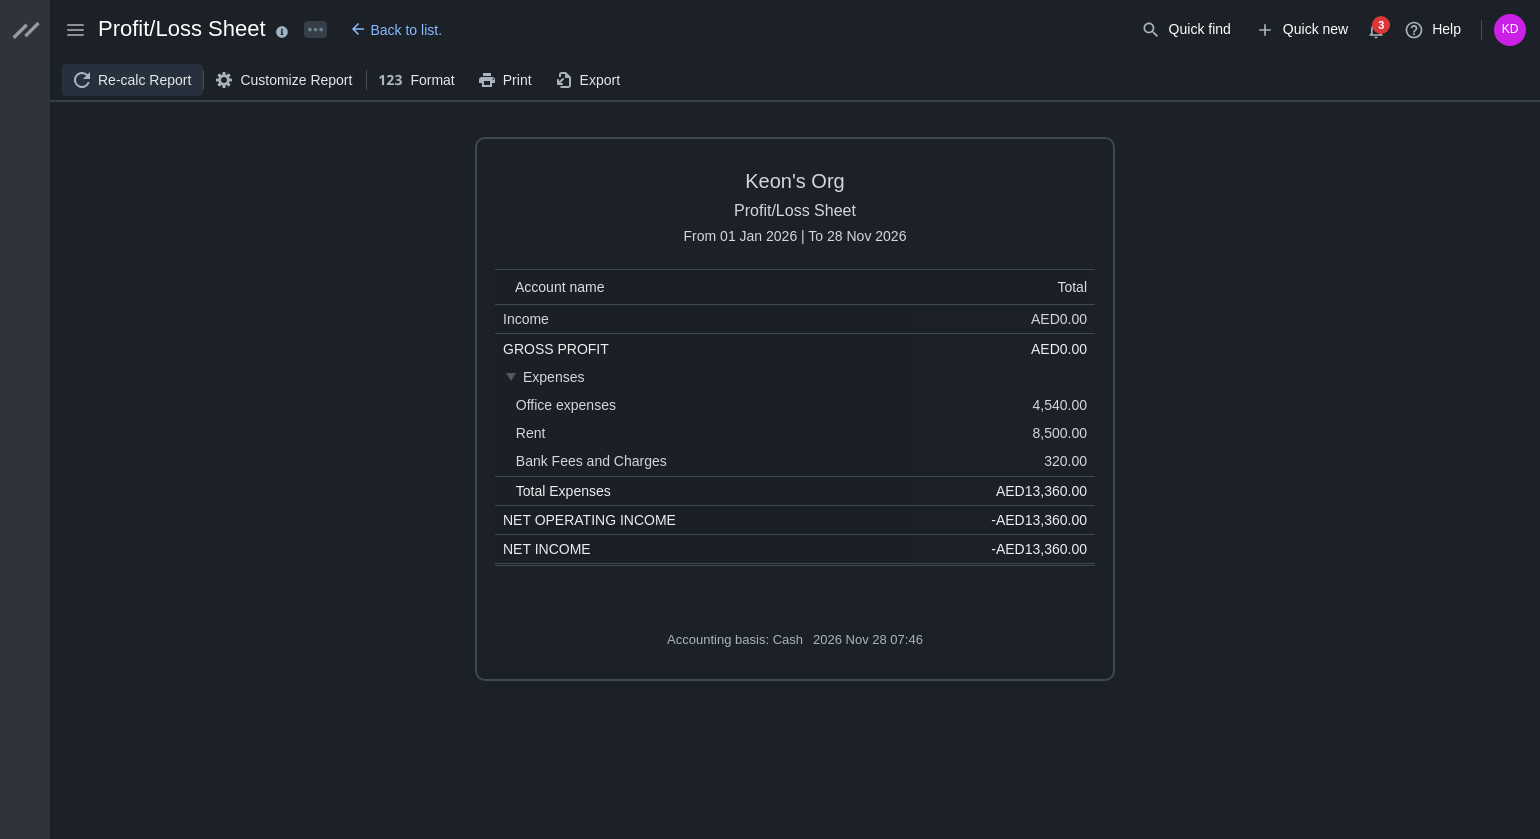 Profit/Loss Sheet
Back to list.
Quick find
Quick new
3
Help
KD
Re-calc Report
Customize Report
123 Format
Print
Export
Keon's Org
Profit/Loss Sheet
From 01 Jan 2026 | To 28 Nov 2026
Account name Total
Income AED0.00
GROSS PROFIT AED0.00
Expenses
Office expenses 4,540.00
Rent 8,500.00
Bank Fees and Charges 320.00
Total Expenses AED13,360.00
NET OPERATING INCOME -AED13,360.00
NET INCOME -AED13,360.00
Accounting basis: Cash 2026 Nov 28 07:46